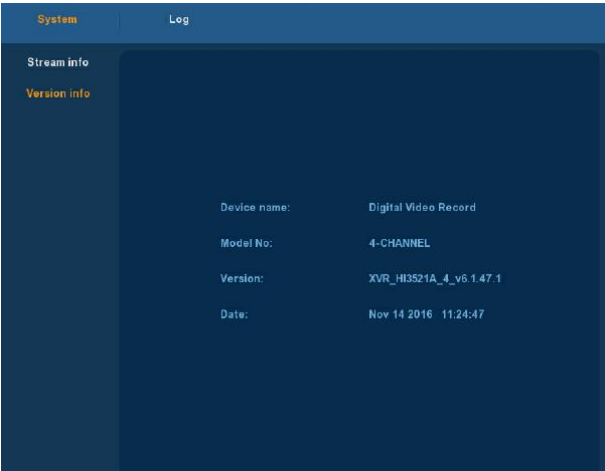 System Log
Stream info
Version info
Device name: Digital Video Record
Model No: 4-CHANNEL
Version: XVR_HI3521A_4_v6.1.47.1
Date: Nov 14 2016 11:24:47